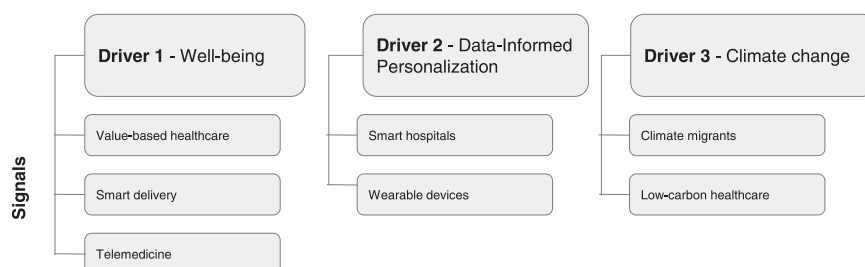 Driver 1 - Well-being
Driver 2 - Data-Informed
Personalization
Driver 3 - Climate change
Signals
Value-based healthcare
Smart hospitals
Climate migrants
Smart delivery
Wearable devices
Low-carbon healthcare
Telemedicine